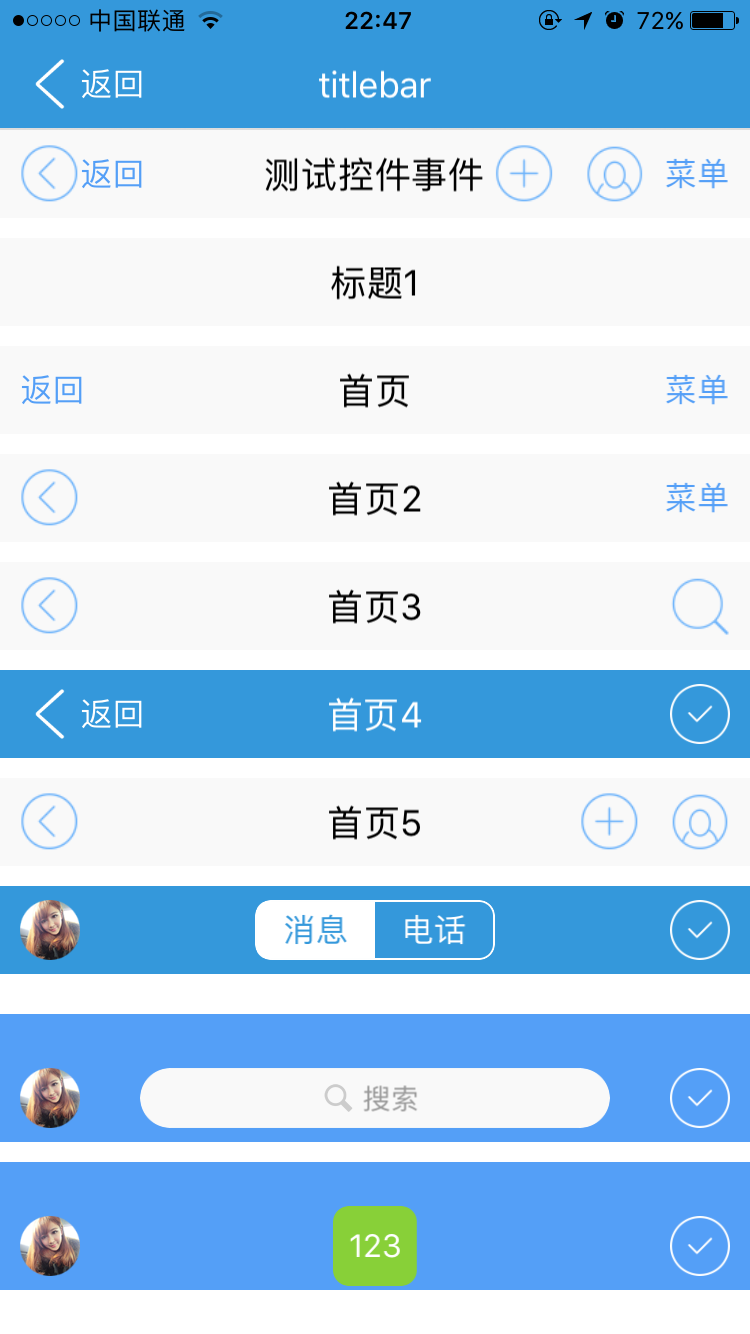 中国联通 22:47 72%
返回 titlebar
返回 测试控件事件 菜单
标题1
返回 首页 菜单
首页2 菜单
首页3
返回 首页4
首页5
消息 电话
搜索
123